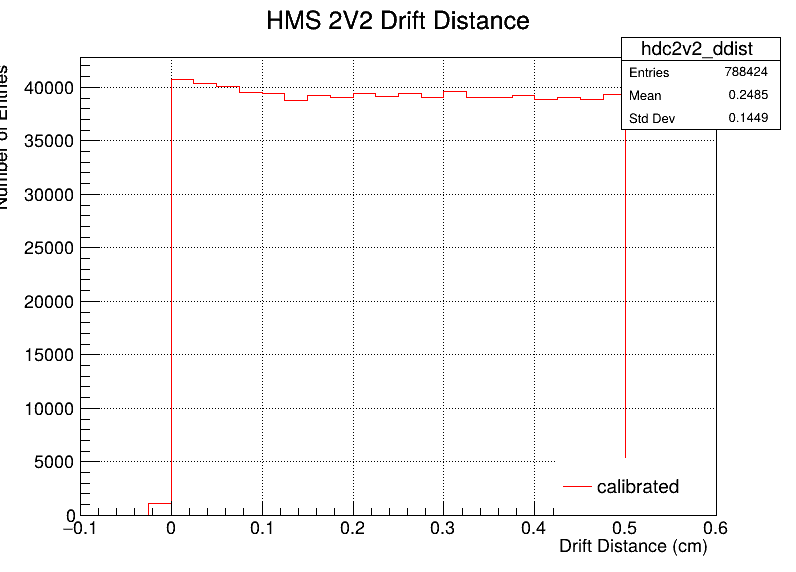 HMS 2V2 Drift Distance
hdc2v2_ddist
Entries 788424
Mean 0.2485
Std Dev 0.1449
Number of Entries
40000
35000
30000
25000
20000
15000
10000
5000
0
calibrated
−0.1 0 0.1 0.2 0.3 0.4 0.5 0.6
Drift Distance (cm)